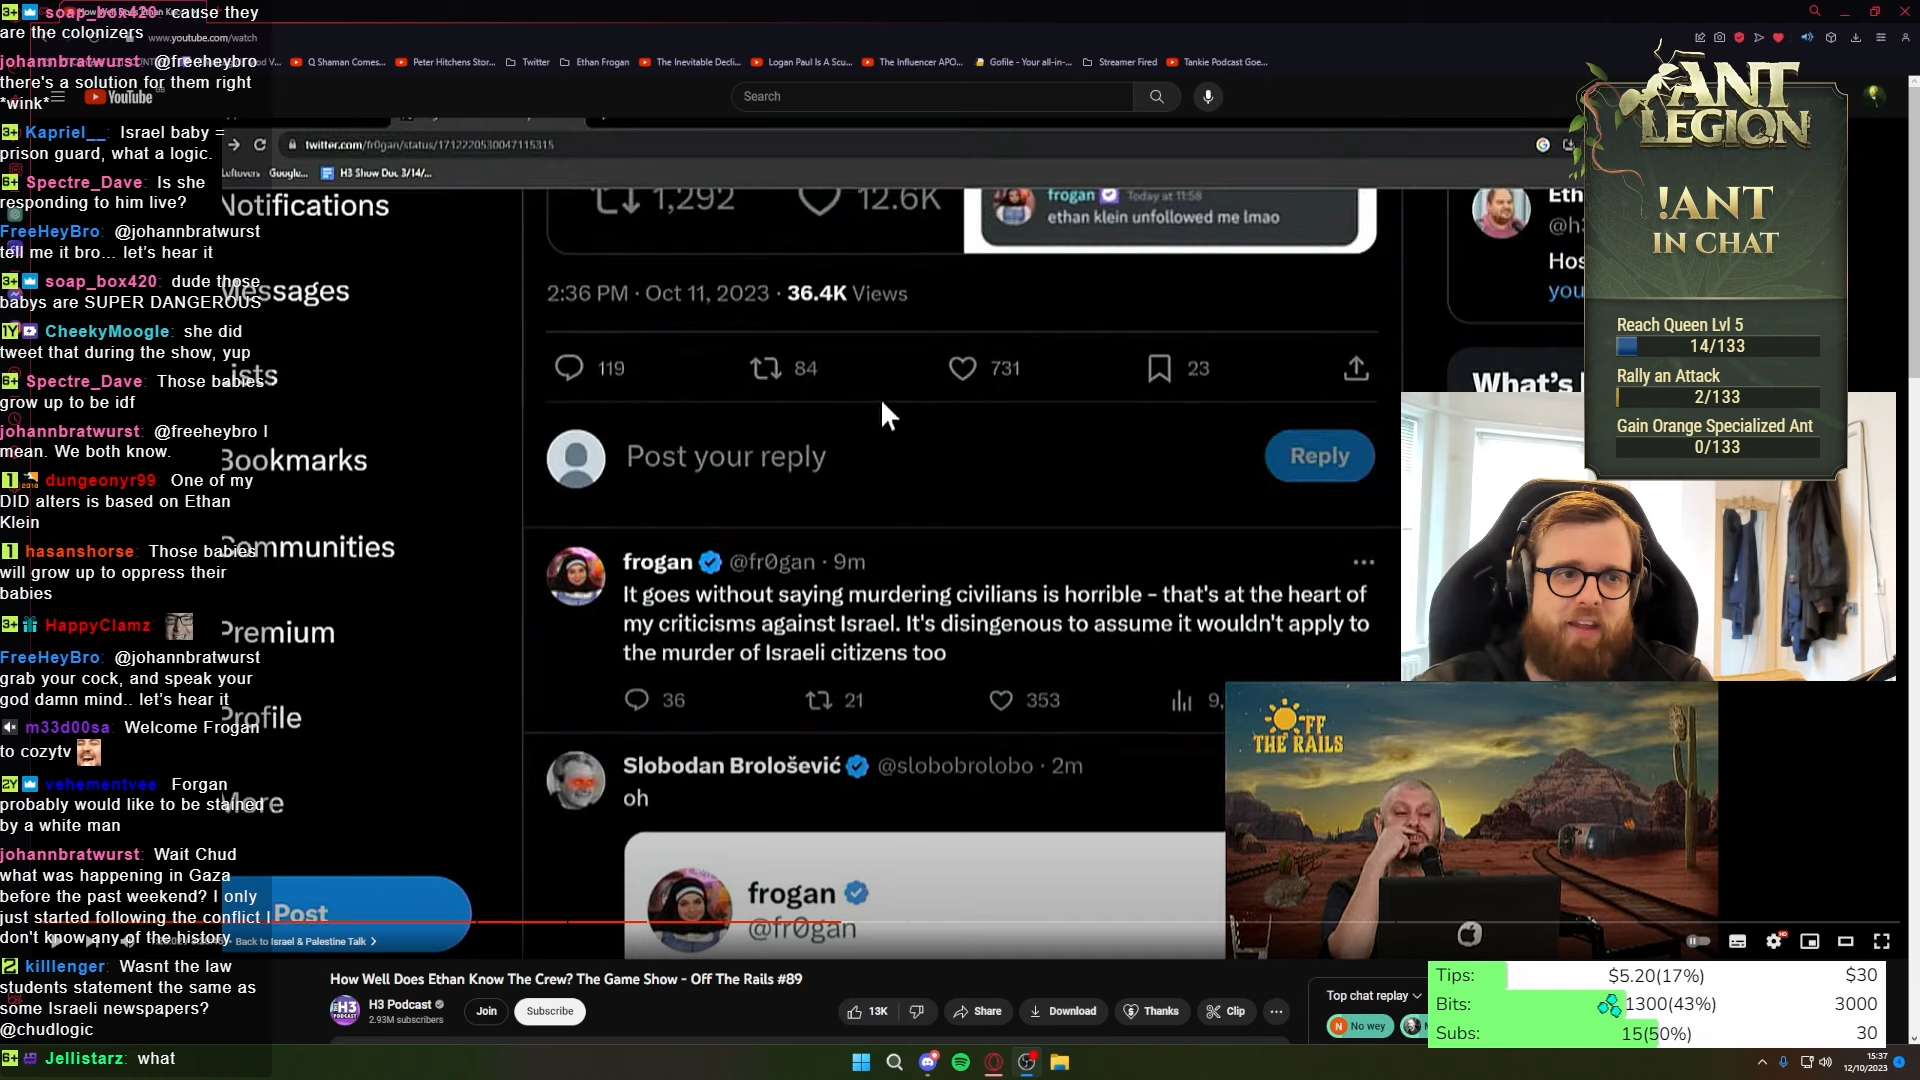 soap_box420: cause they
are the colonizers
johannbratwurst: @freeheybro
there's a solution for them right
*wink*
Kapriel__: Israel baby =
prison guard, what a logic.
Spectre_Dave: Is she
responding to him live?
FreeHeyBro: @johannbratwurst
tell me it bro... let's hear it
soap_box420: dude those
babys are SUPER DANGEROUS
CheekyMoogle: she did
tweet that during the show, yup
Spectre_Dave: Those babies
grow up to be idf
johannbratwurst: @freeheybro I
mean. We both know.
dungeonyr99: One of my
DID alters is based on Ethan
Klein
hasanshorse: Those babies
will grow up to oppress their
babies
HappyClamz:
FreeHeyBro: @johannbratwurst
grab your cock, and speak your
god damn mind.. let's hear it
m33d00sa: Welcome Frogan
to cozytv
vehementvee: Forgan
probably would like to be stained
by a white man
johannbratwurst: Wait Chud
what was happening in Gaza
before the past weekend? I only
just started following the conflict I
don't know any of the history
killlenger: Wasnt the law
students statement the same as
some Israeli newspapers?
@chudlogic
Jellistarz: what
www.youtube.com/watch
Q Shaman Comes...
Peter Hitchens Stor...
Twitter
Ethan Frogan
The Inevitable Decli...
Logan Paul Is A Scu...
The Influencer APO...
Gofile - Your all-in-...
Streamer Fired
Tankie Podcast Goe...
YouTube
Search
twitter.com/fr0gan/status/1712220530047115315
Google...
H3 Show Doc 3/14/...
Notifications
Messages
Lists
Bookmarks
Communities
Premium
Profile
More
Post
1,292
12.6K
frogan Today at 11:58
ethan klein unfollowed me lmao
2:36 PM · Oct 11, 2023 · 36.4K Views
119
84
731
23
Post your reply
Reply
frogan @fr0gan · 9m
It goes without saying murdering civilians is horrible - that's at the heart of
my criticisms against Israel. It's disingenuous to assume it wouldn't apply to
the murder of Israeli citizens too
36
21
353
9,
Slobodan Brološević @slobobrolobo · 2m
oh
frogan
@fr0gan
Eth
Hos
you
What's
ANT
LEGION
!ANT
IN CHAT
Reach Queen Lvl 5
14/133
Rally an Attack
2/133
Gain Orange Specialized Ant
0/133
OFF
THE RAILS
Back to Israel & Palestine Talk
How Well Does Ethan Know The Crew? The Game Show - Off The Rails #89
H3 Podcast
2.93M subscribers
Join
Subscribe
13K
Share
Download
Thanks
Clip
Top chat replay
No wey
Tips: $5.20(17%) $30
Bits: 1300(43%) 3000
Subs: 15(50%) 30
15:37
12/10/2023